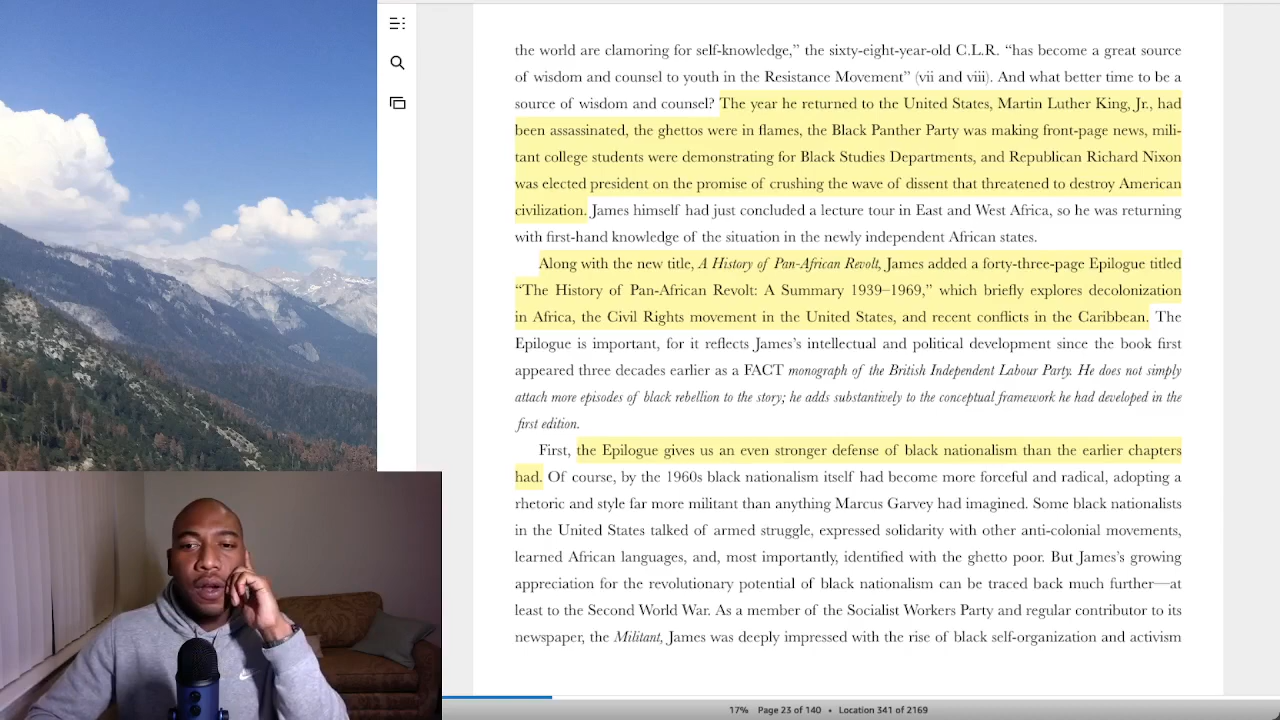 the world are clamoring for self-knowledge,” the sixty-eight-year-old C.L.R. “has become a great source
of wisdom and counsel to youth in the Resistance Movement” (vii and viii). And what better time to be a
source of wisdom and counsel? The year he returned to the United States, Martin Luther King, Jr., had
been assassinated, the ghettos were in flames, the Black Panther Party was making front-page news, mili-
tant college students were demonstrating for Black Studies Departments, and Republican Richard Nixon
was elected president on the promise of crushing the wave of dissent that threatened to destroy American
civilization. James himself had just concluded a lecture tour in East and West Africa, so he was returning
with first-hand knowledge of the situation in the newly independent African states.
Along with the new title, A History of Pan-African Revolt, James added a forty-three-page Epilogue titled
“The History of Pan-African Revolt: A Summary 1939–1969,” which briefly explores decolonization
in Africa, the Civil Rights movement in the United States, and recent conflicts in the Caribbean. The
Epilogue is important, for it reflects James’s intellectual and political development since the book first
appeared three decades earlier as a FACT monograph of the British Independent Labour Party. He does not simply
attach more episodes of black rebellion to the story; he adds substantively to the conceptual framework he had developed in the
first edition.
First, the Epilogue gives us an even stronger defense of black nationalism than the earlier chapters
had. Of course, by the 1960s black nationalism itself had become more forceful and radical, adopting a
rhetoric and style far more militant than anything Marcus Garvey had imagined. Some black nationalists
in the United States talked of armed struggle, expressed solidarity with other anti-colonial movements,
learned African languages, and, most importantly, identified with the ghetto poor. But James’s growing
appreciation for the revolutionary potential of black nationalism can be traced back much further—at
least to the Second World War. As a member of the Socialist Workers Party and regular contributor to its
newspaper, the Militant, James was deeply impressed with the rise of black self-organization and activism
17% Page 23 of 140 • Location 341 of 2169